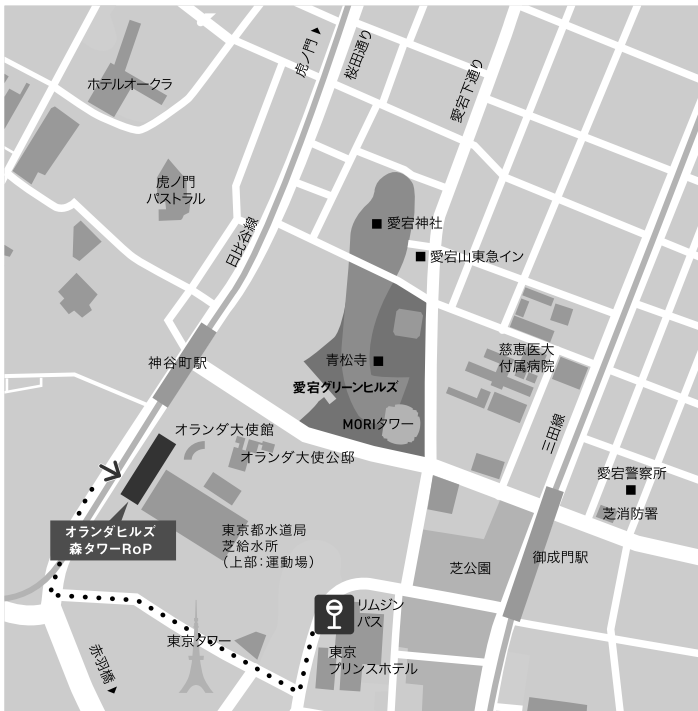 虎ノ門
桜田通り
愛宕下通り
ホテルオークラ
虎ノ門
パストラル
日比谷線
愛宕神社
愛宕山東急イン
神谷町駅
青松寺
愛宕グリーンヒルズ
MORIタワー
慈恵医大
付属病院
三田線
オランダ大使館
オランダ大使公邸
愛宕警察所
芝消防署
オランダヒルズ
森タワーRoP
東京都水道局
芝給水所
（上部：運動場）
芝公園
御成門駅
リムジン
バス
東京タワー
東京
プリンスホテル
赤羽橋